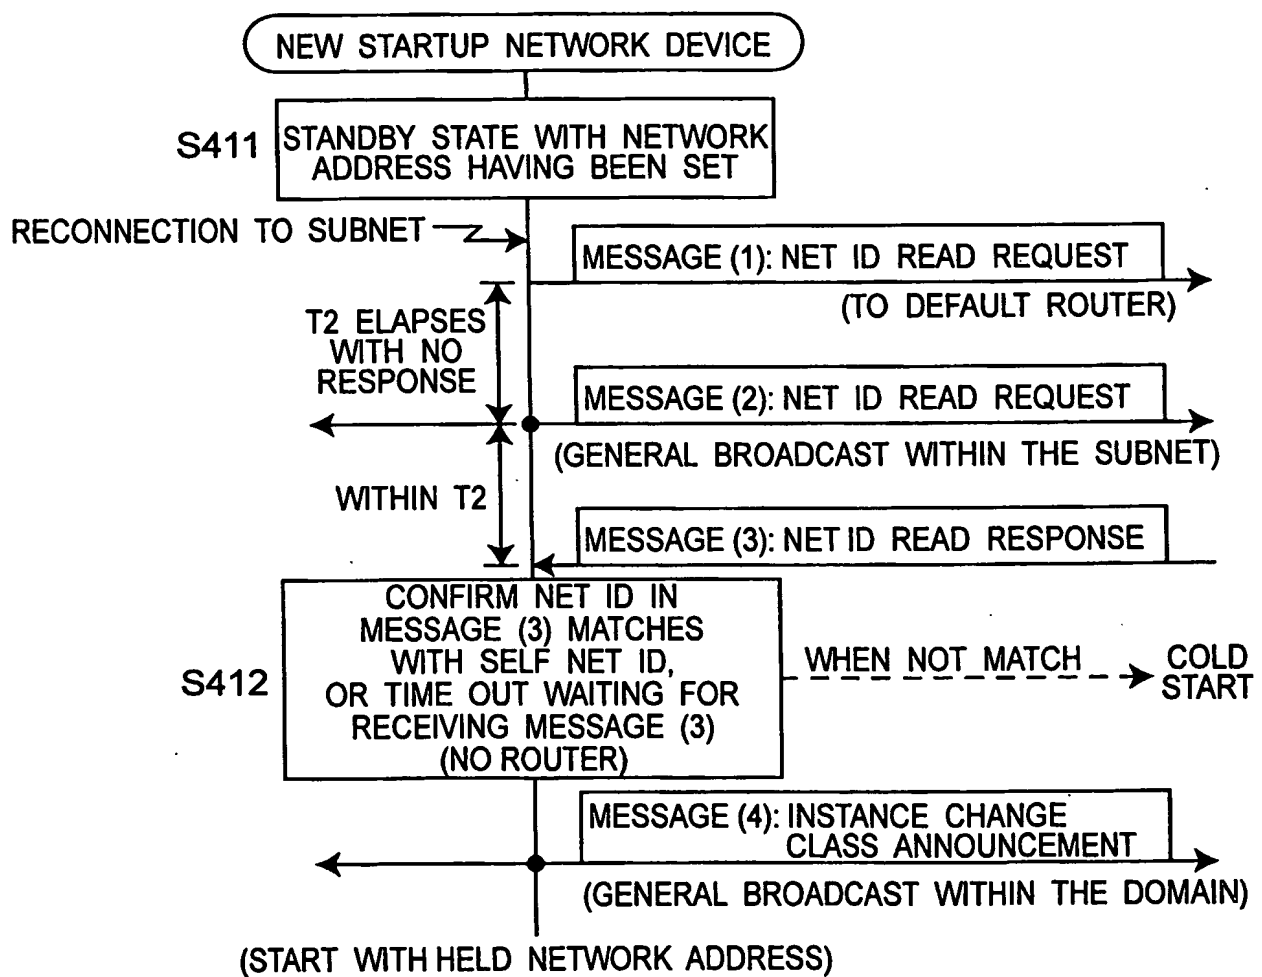 NEW STARTUP NETWORK DEVICE
S411
STANDBY STATE WITH NETWORK
ADDRESS HAVING BEEN SET
RECONNECTION TO SUBNET
MESSAGE (1): NET ID READ REQUEST
(TO DEFAULT ROUTER)
T2 ELAPSES
WITH NO
RESPONSE
MESSAGE (2): NET ID READ REQUEST
(GENERAL BROADCAST WITHIN THE SUBNET)
WITHIN T2
MESSAGE (3): NET ID READ RESPONSE
S412
CONFIRM NET ID IN
MESSAGE (3) MATCHES
WITH SELF NET ID,
OR TIME OUT WAITING FOR
RECEIVING MESSAGE (3)
(NO ROUTER)
WHEN NOT MATCH
COLD
START
MESSAGE (4): INSTANCE CHANGE
CLASS ANNOUNCEMENT
(GENERAL BROADCAST WITHIN THE DOMAIN)
(START WITH HELD NETWORK ADDRESS)